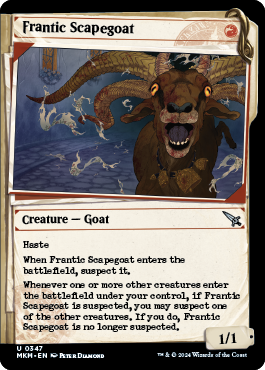 Frantic Scapegoat
Creature — Goat
Haste
When Frantic Scapegoat enters the
battlefield, suspect it.
Whenever one or more other creatures enter
the battlefield under your control, if Frantic
Scapegoat is suspected, you may suspect one
of the other creatures. If you do, Frantic
Scapegoat is no longer suspected.
1/1
U 0347
MKM • EN Peter Diamond
™ & © 2024 Wizards of the Coast